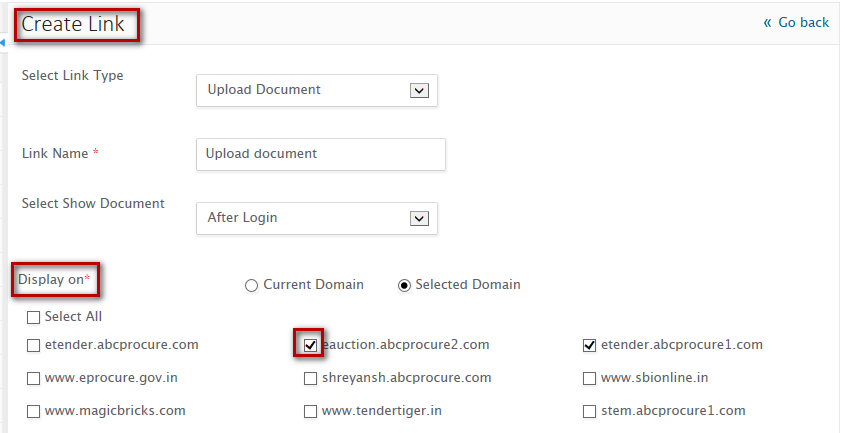 Create Link
« Go back
Select Link Type
Upload Document
Link Name *
Upload document
Select Show Document
After Login
Display on*
Current Domain Selected Domain
Select All
etender.abcprocure.com eauction.abcprocure2.com etender.abcprocure1.com
www.eprocure.gov.in shreyansh.abcprocure.com www.sbionline.in
www.magicbricks.com www.tendertiger.in stem.abcprocure1.com